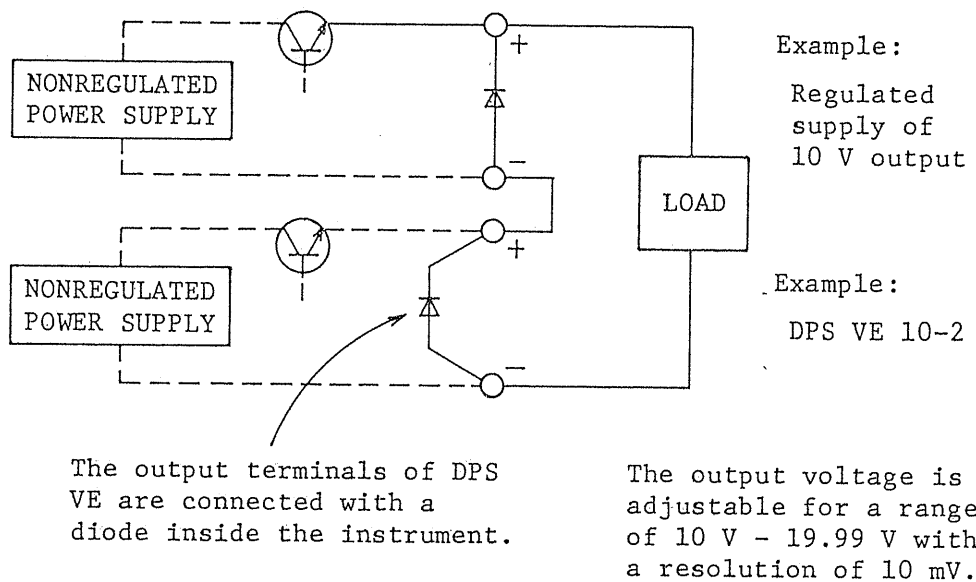 NONREGULATED
POWER SUPPLY
+
−
LOAD
Example:
Regulated
supply of
10 V output
NONREGULATED
POWER SUPPLY
+
−
Example:
DPS VE 10-2
The output terminals of DPS
VE are connected with a
diode inside the instrument.
The output voltage is
adjustable for a range
of 10 V - 19.99 V with
a resolution of 10 mV.